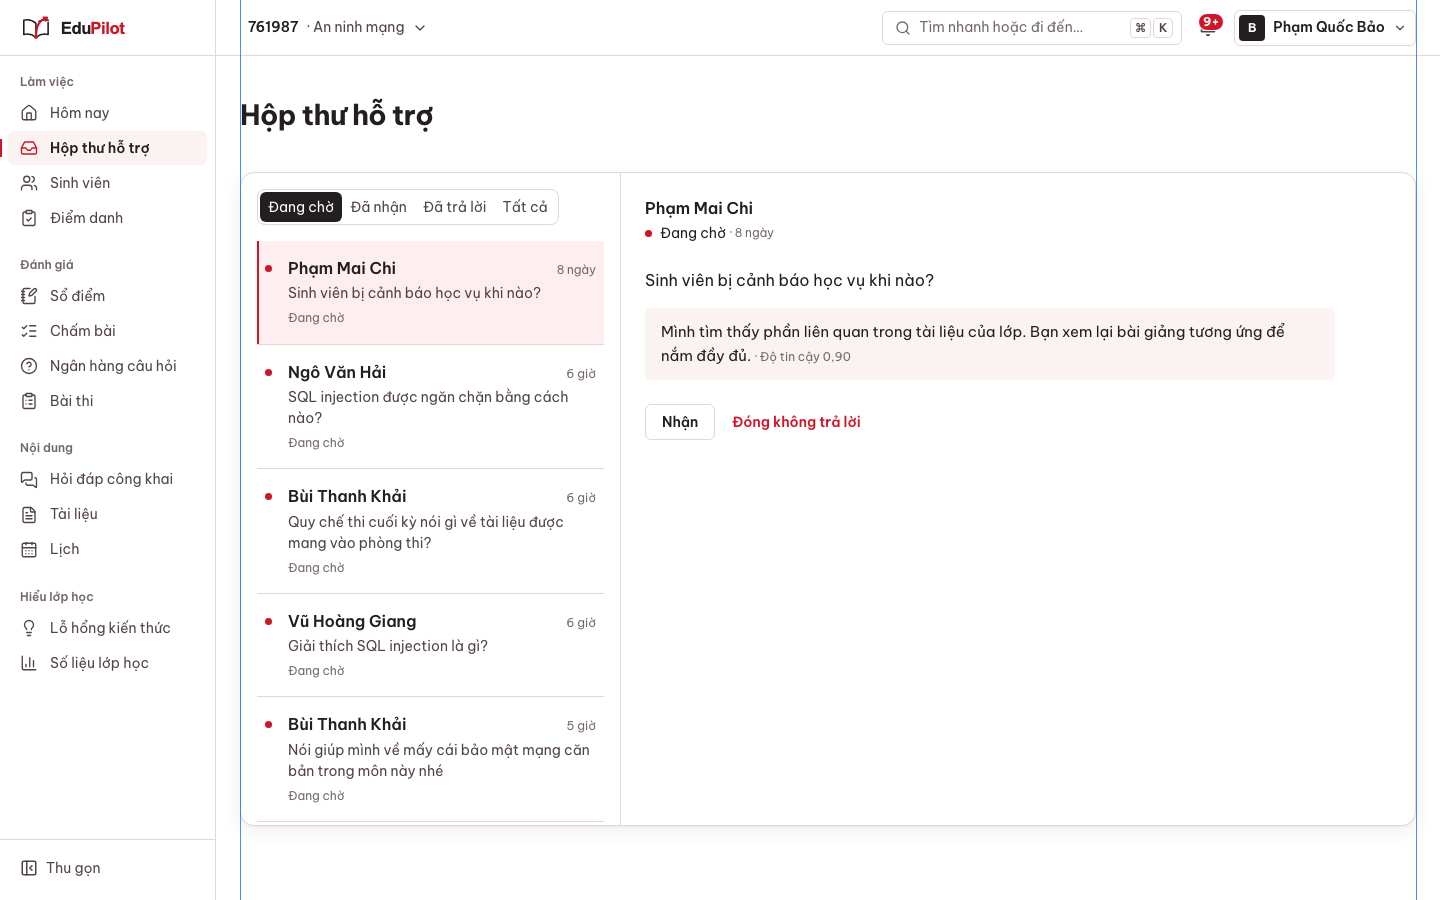 EduPilot
761987 · An ninh mạng
Tìm nhanh hoặc đi đến...
⌘ K
9+
B Phạm Quốc Bảo
Làm việc
Hôm nay
Hộp thư hỗ trợ
Sinh viên
Điểm danh
Đánh giá
Sổ điểm
Chấm bài
Ngân hàng câu hỏi
Bài thi
Nội dung
Hỏi đáp công khai
Tài liệu
Lịch
Hiểu lớp học
Lỗ hổng kiến thức
Số liệu lớp học
Thu gọn
Hộp thư hỗ trợ
Đang chờ Đã nhận Đã trả lời Tất cả
Phạm Mai Chi 8 ngày
Sinh viên bị cảnh báo học vụ khi nào?
Đang chờ
Ngô Văn Hải 6 giờ
SQL injection được ngăn chặn bằng cách
nào?
Đang chờ
Bùi Thanh Khải 6 giờ
Quy chế thi cuối kỳ nói gì về tài liệu được
mang vào phòng thi?
Đang chờ
Vũ Hoàng Giang 6 giờ
Giải thích SQL injection là gì?
Đang chờ
Bùi Thanh Khải 5 giờ
Nói giúp mình về mấy cái bảo mật mạng căn
bản trong môn này nhé
Đang chờ
Phạm Mai Chi
Đang chờ · 8 ngày
Sinh viên bị cảnh báo học vụ khi nào?
Mình tìm thấy phần liên quan trong tài liệu của lớp. Bạn xem lại bài giảng tương ứng để
nắm đầy đủ. · Độ tin cậy 0,90
Nhận Đóng không trả lời